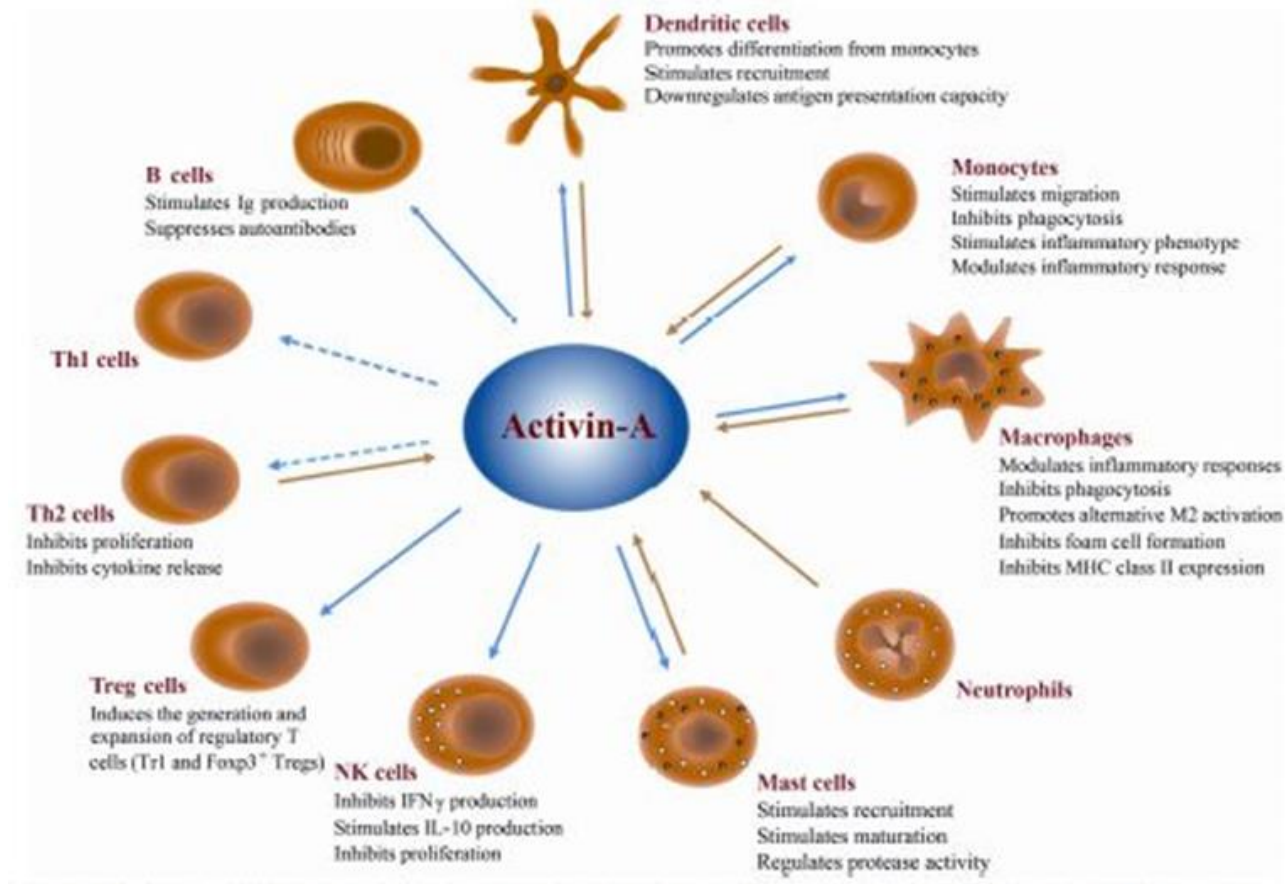 Dendritic cells
Promotes differentiation from monocytes
Stimulates recruitment
Downregulates antigen presentation capacity
B cells
Stimulates Ig production
Suppresses autoantibodies
Monocytes
Stimulates migration
Inhibits phagocytosis
Stimulates inflammatory phenotype
Modulates inflammatory response
Th1 cells
Activin-A
Macrophages
Modulates inflammatory responses
Inhibits phagocytosis
Promotes alternative M2 activation
Inhibits foam cell formation
Inhibits MHC class II expression
Th2 cells
Inhibits proliferation
Inhibits cytokine release
Treg cells
Induces the generation and
expansion of regulatory T
cells (Tr1 and Foxp3⁺ Tregs)
Neutrophils
NK cells
Inhibits IFNγ production
Stimulates IL-10 production
Inhibits proliferation
Mast cells
Stimulates recruitment
Stimulates maturation
Regulates protease activity